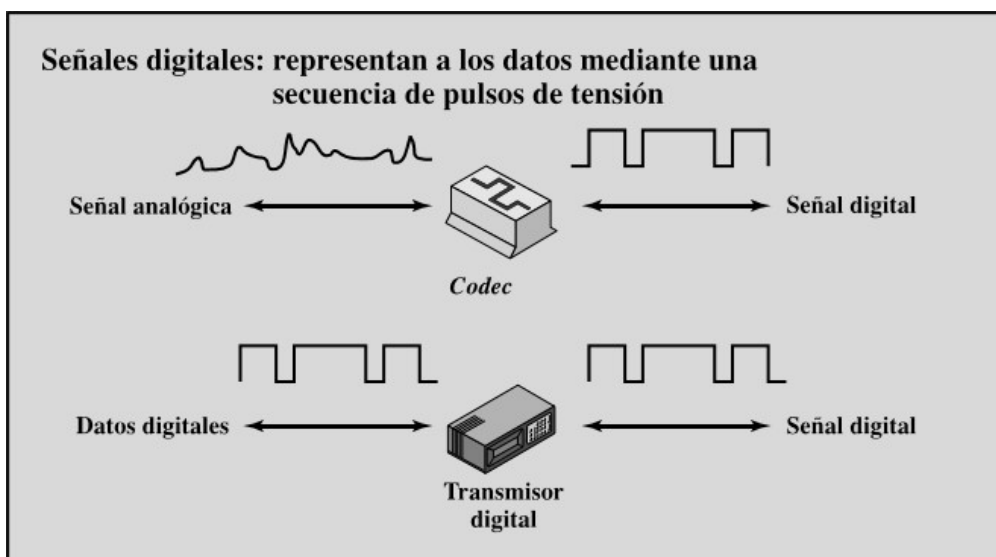 Señales digitales: representan a los datos mediante una
secuencia de pulsos de tensión
Señal analógica
Señal digital
Codec
Datos digitales
Señal digital
Transmisor
digital